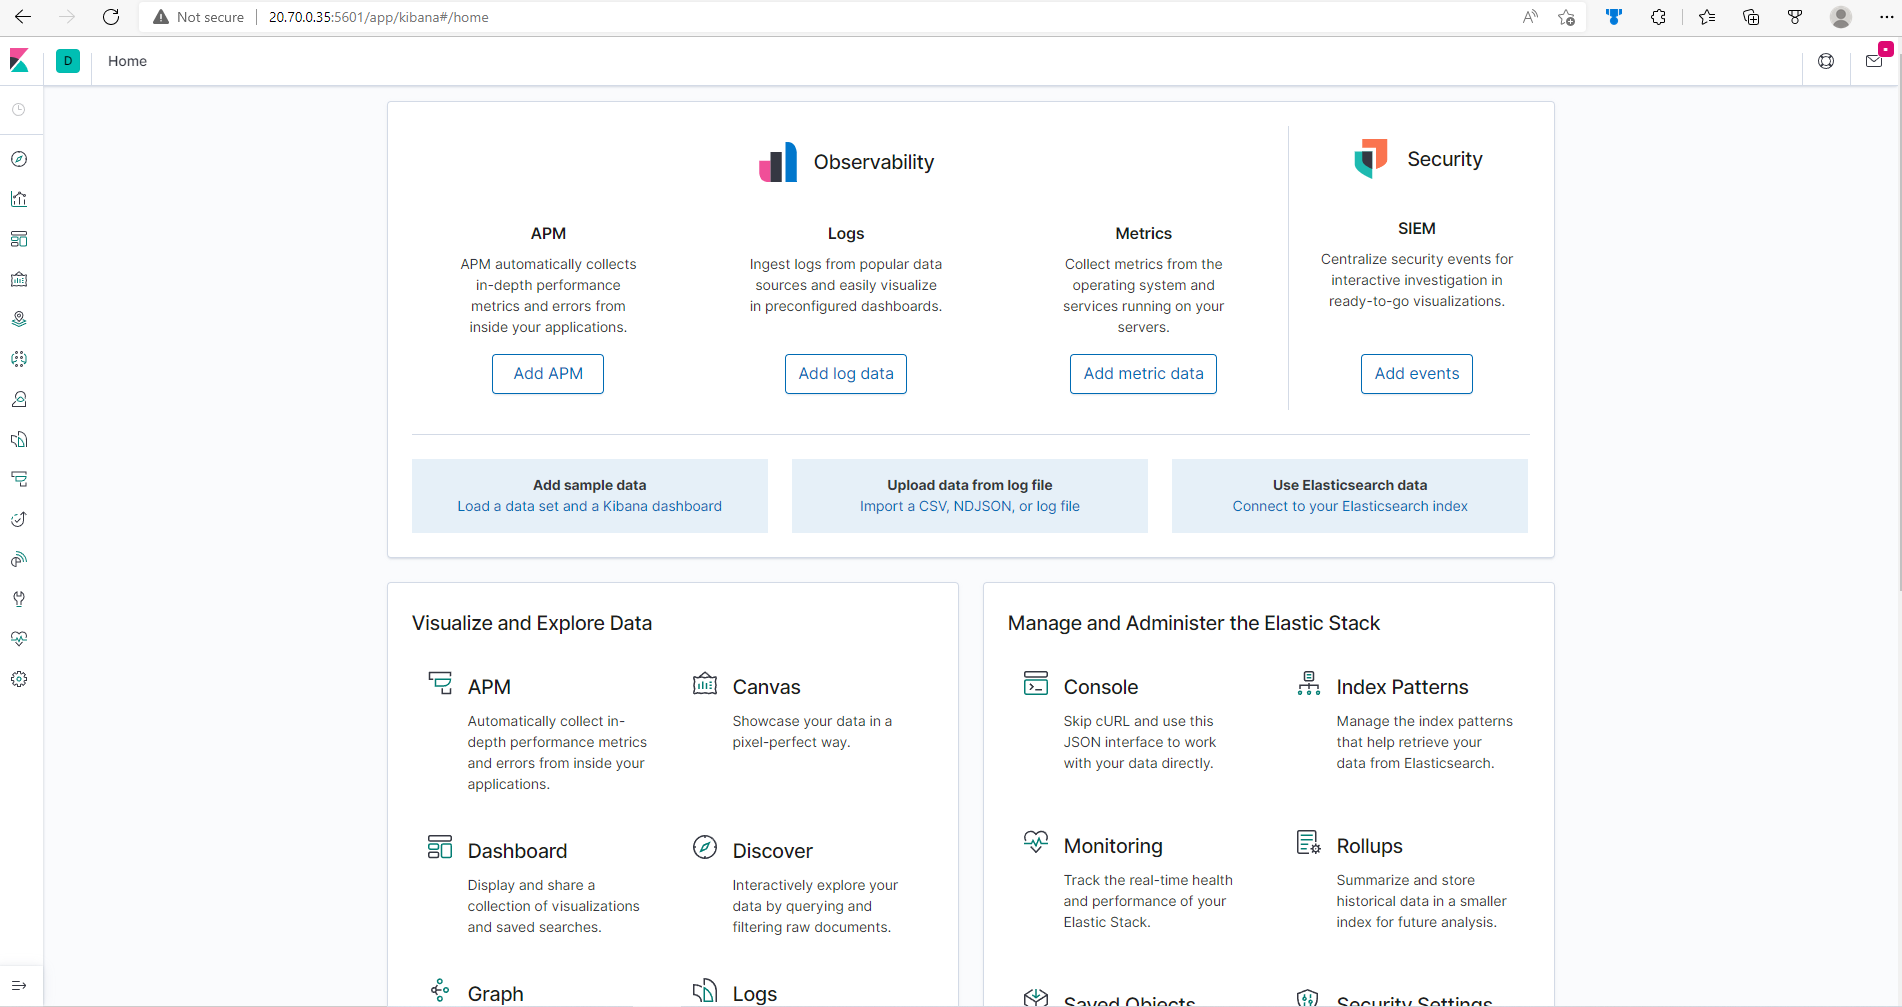 Not secure
20.70.0.35:5601/app/kibana#/home
D
Home
Observability
APM
APM automatically collects
in-depth performance
metrics and errors from
inside your applications.
Add APM
Logs
Ingest logs from popular data
sources and easily visualize
in preconfigured dashboards.
Add log data
Metrics
Collect metrics from the
operating system and
services running on your
servers.
Add metric data
Security
SIEM
Centralize security events for
interactive investigation in
ready-to-go visualizations.
Add events
Add sample data
Load a data set and a Kibana dashboard
Upload data from log file
Import a CSV, NDJSON, or log file
Use Elasticsearch data
Connect to your Elasticsearch index
Visualize and Explore Data
APM
Automatically collect in-
depth performance metrics
and errors from inside your
applications.
Canvas
Showcase your data in a
pixel-perfect way.
Dashboard
Display and share a
collection of visualizations
and saved searches.
Discover
Interactively explore your
data by querying and
filtering raw documents.
Graph
Logs
Manage and Administer the Elastic Stack
Console
Skip cURL and use this
JSON interface to work
with your data directly.
Index Patterns
Manage the index patterns
that help retrieve your
data from Elasticsearch.
Monitoring
Track the real-time health
and performance of your
Elastic Stack.
Rollups
Summarize and store
historical data in a smaller
index for future analysis.
Saved Objects
Security Settings